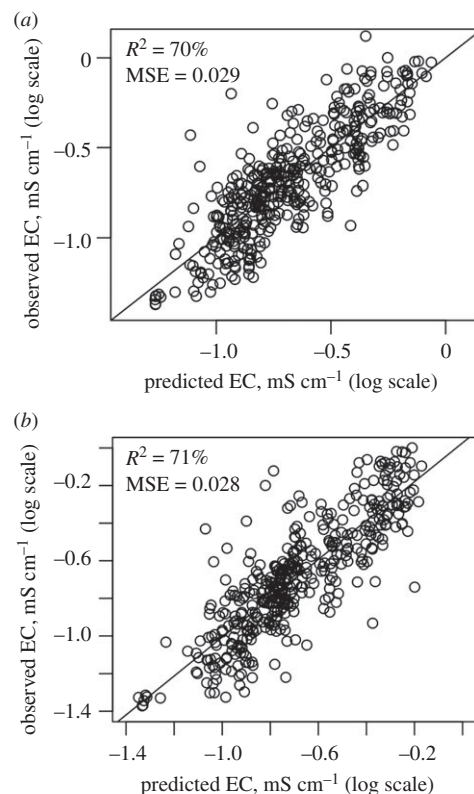 (a)
R² = 70%
MSE = 0.029
0
−0.5
−1.0
observed EC, mS cm⁻¹ (log scale)
−1.0 −0.5 0
predicted EC, mS cm⁻¹ (log scale)
(b)
R² = 71%
MSE = 0.028
−0.2
−0.6
−1.0
−1.4
observed EC, mS cm⁻¹ (log scale)
−1.4 −1.0 −0.6 −0.2
predicted EC, mS cm⁻¹ (log scale)